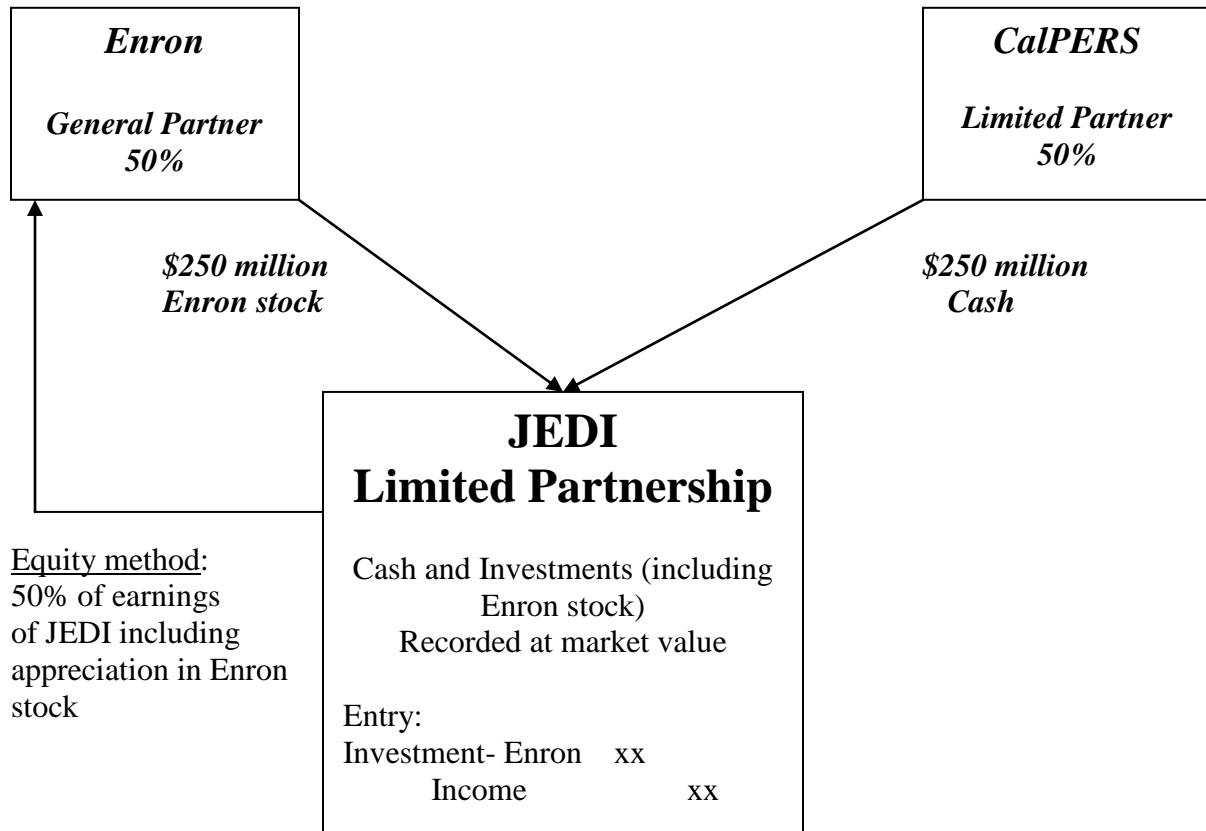 Enron
General Partner
50%
CalPERS
Limited Partner
50%
$250 million
Enron stock
$250 million
Cash
JEDI
Limited Partnership
Cash and Investments (including
Enron stock)
Recorded at market value
Entry:
Investment- Enron xx
Income xx
Equity method:
50% of earnings
of JEDI including
appreciation in Enron
stock